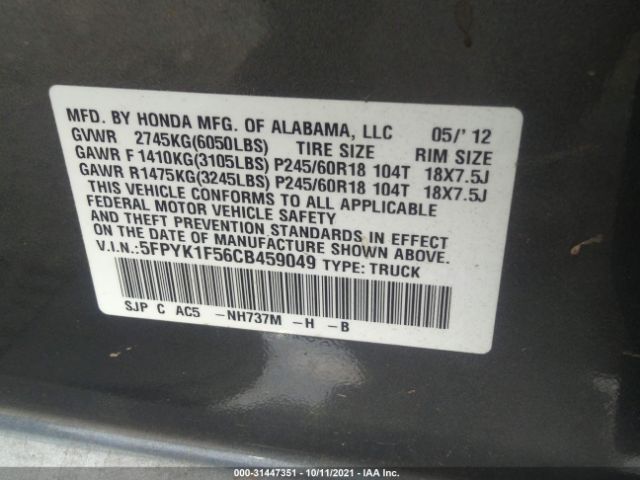 MFD. BY HONDA MFG. OF ALABAMA, LLC 05/' 12
GVWR 2745KG(6050LBS) TIRE SIZE RIM SIZE
GAWR F 1410KG(3105LBS) P245/60R18 104T 18X7.5J
GAWR R1475KG(3245LBS) P245/60R18 104T 18X7.5J
THIS VEHICLE CONFORMS TO ALL APPLICABLE
FEDERAL MOTOR VEHICLE SAFETY
AND THEFT PREVENTION STANDARDS IN EFFECT
ON THE DATE OF MANUFACTURE SHOWN ABOVE.
V.I.N.:5FPYK1F56CB459049 TYPE: TRUCK
SJP C AC5 -NH737M -H -B
000-31447351 - 10/11/2021 - IAA Inc.